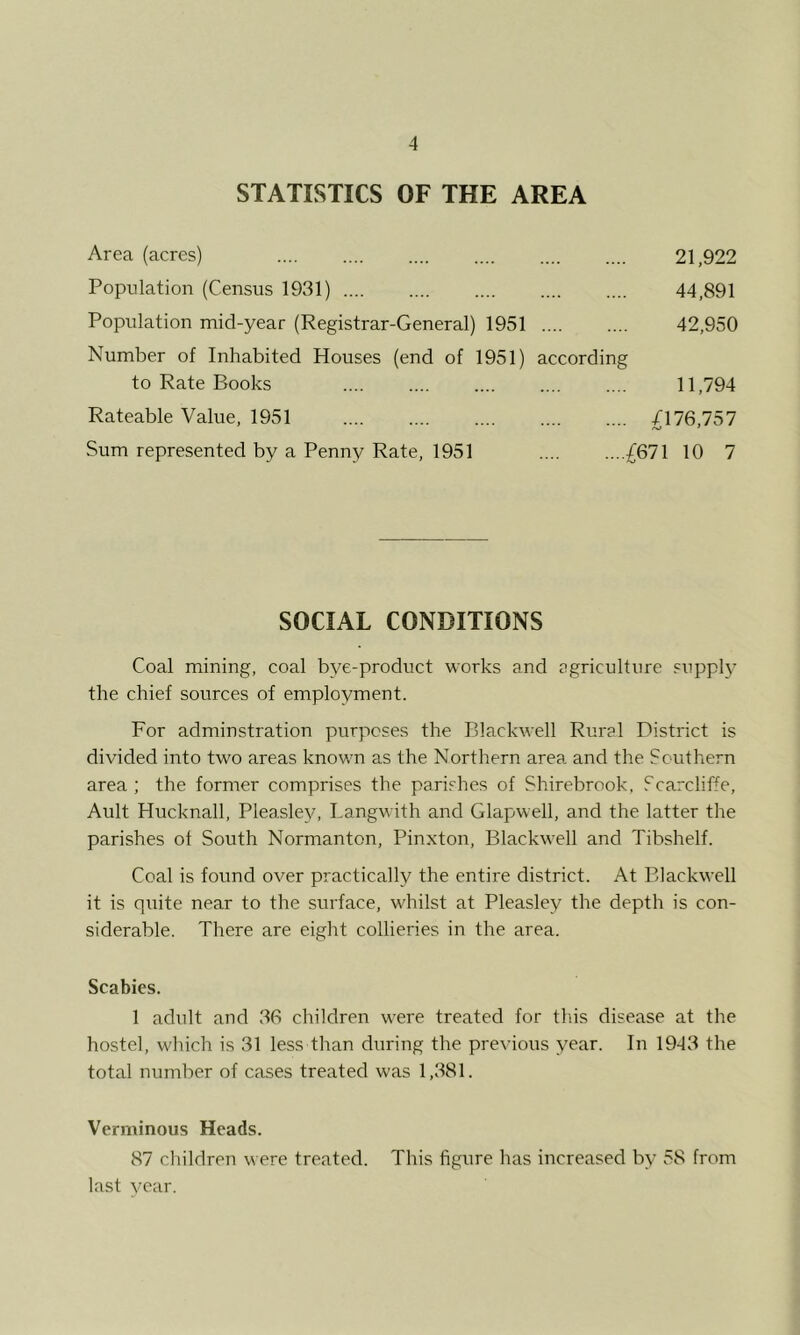 4
STATISTICS OF THE AREA
Area (acres) .... .... .... .... .... .... 21,922
Population (Census 1931) .... .... .... .... .... 44,891
Population mid-year (Registrar-General) 1951 .... .... 42,950
Number of Inhabited Houses (end of 1951) according
to Rate Books .... .... .... .... .... 11,794
Rateable Value, 1951 .... .... .... .... .... £176,757
Sum represented by a Penny Rate, 1951 .... ....£671 10 7
SOCIAL CONDITIONS
Coal mining, coal bye-product works and agriculture supply
the chief sources of employment.
For adminstration purposes the Blackwell Rural District is
divided into two areas known as the Northern area and the Southern
area ; the former comprises the parishes of Shirebrook, Scarcliffe,
Ault Hucknall, Pleasley, Langwith and Glapwell, and the latter the
parishes of South Normanton, Pinxton, Blackwell and Tibshelf.
Coal is found over practically the entire district. At Blackwell
it is quite near to the surface, whilst at Pleasley the depth is con-
siderable. There are eight collieries in the area.
Scabies.
1 adult and 36 children were treated for this disease at the
hostel, which is 31 less than during the previous year. In 1943 the
total number of cases treated was 1,381.
Verminous Heads.
87 children were treated. This figure has increased by 58 from
last year.